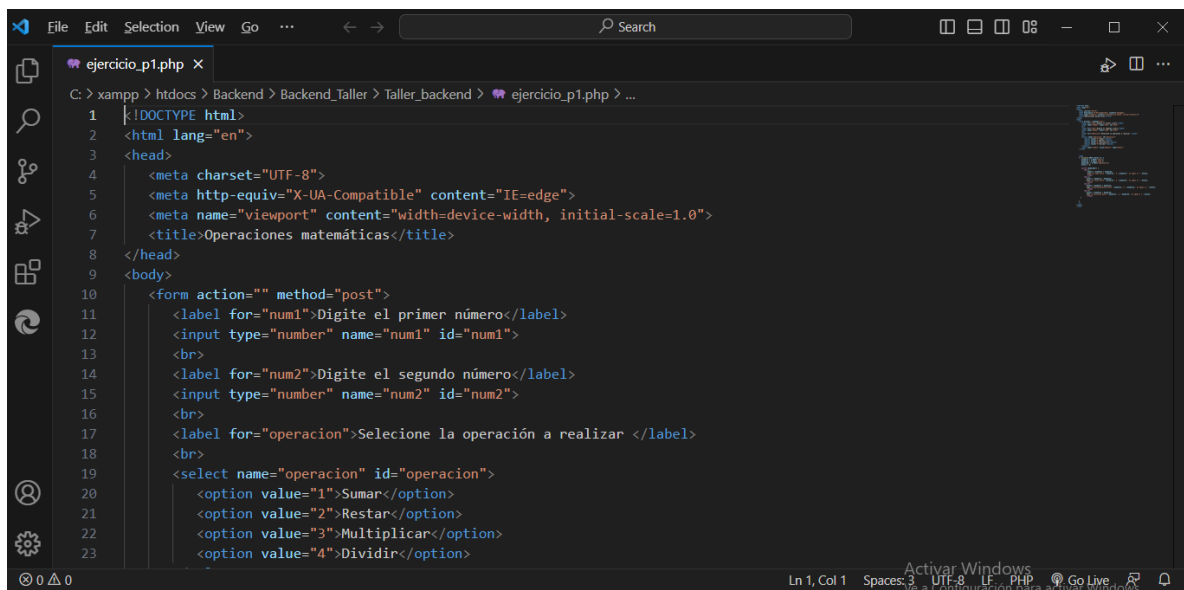 File Edit Selection View Go ··· Search
ejercicio_p1.php
C: > xampp > htdocs > Backend > Backend_Taller > Taller_backend > ejercicio_p1.php > ...
1 <!DOCTYPE html>
2 <html lang="en">
3 <head>
4 <meta charset="UTF-8">
5 <meta http-equiv="X-UA-Compatible" content="IE=edge">
6 <meta name="viewport" content="width=device-width, initial-scale=1.0">
7 <title>Operaciones matemáticas</title>
8 </head>
9 <body>
10 <form action="" method="post">
11 <label for="num1">Digite el primer número</label>
12 <input type="number" name="num1" id="num1">
13 <br>
14 <label for="num2">Digite el segundo número</label>
15 <input type="number" name="num2" id="num2">
16 <br>
17 <label for="operacion">Selecione la operación a realizar </label>
18 <br>
19 <select name="operacion" id="operacion">
20 <option value="1">Sumar</option>
21 <option value="2">Restar</option>
22 <option value="3">Multiplicar</option>
23 <option value="4">Dividir</option>
Activar Windows
0 0 Ln 1, Col 1 Spaces: 3 UTF-8 LF PHP Go Live
Ve a Configuración para activar Windows.